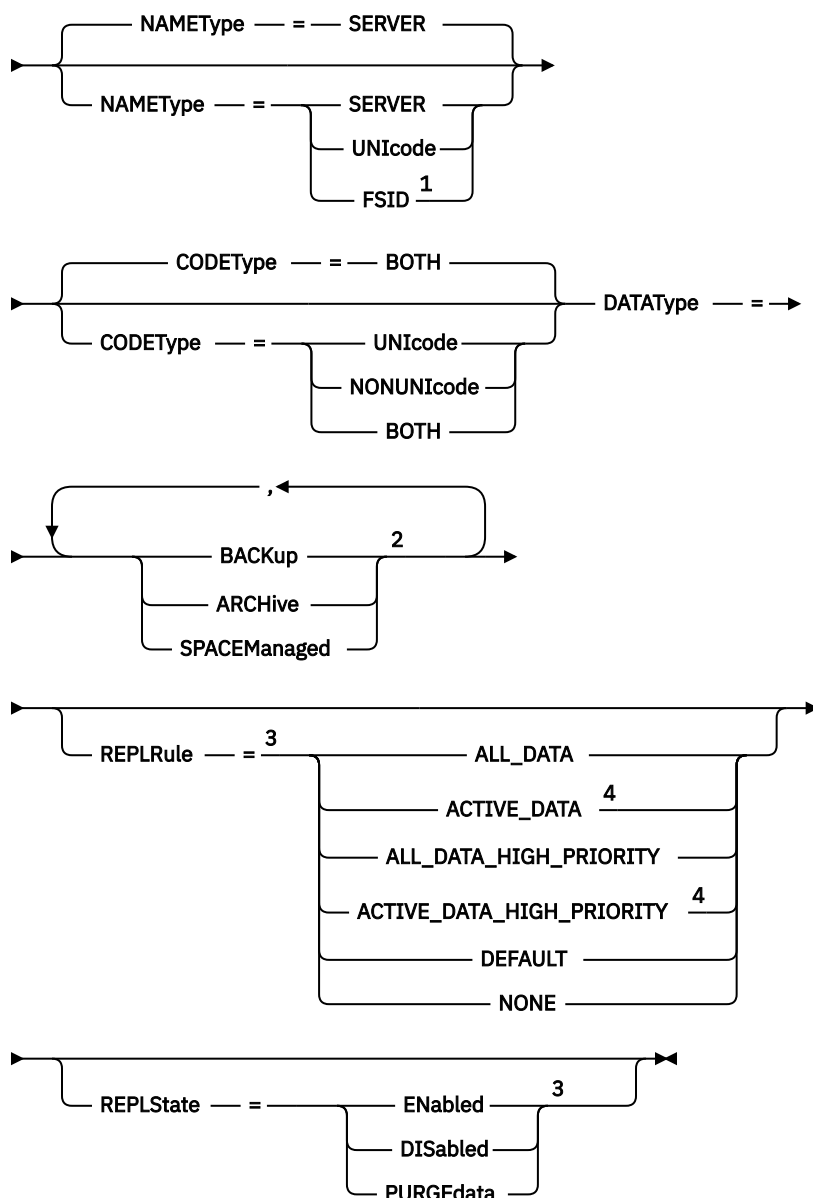 NAMEType = SERVER
NAMEType = SERVER
UNIcode
FSID 1
CODEType = BOTH
DATAType =
CODEType = UNIcode
NONUNIcode
BOTH
,
BACKup 2
ARCHive
SPACEManaged
REPLRule = 3 ALL_DATA
ACTIVE_DATA 4
ALL_DATA_HIGH_PRIORITY
ACTIVE_DATA_HIGH_PRIORITY 4
DEFAULT
NONE
REPLState = ENabled 3
DISabled
PURGEdata